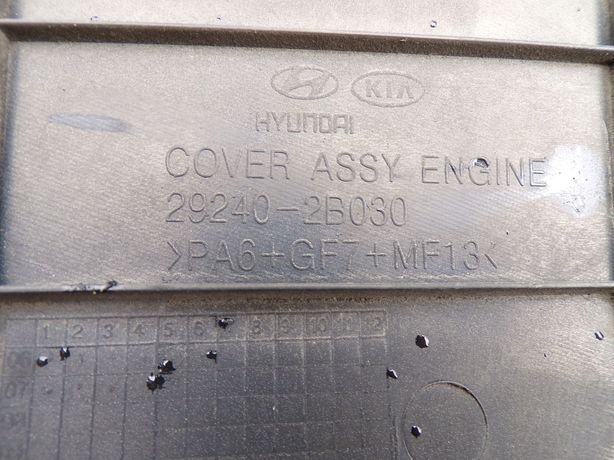 KIA
HYUNDAI
COVER ASSY ENGINE
29240-2B030
>PA6+GF7+MF13<
1 2 3 4 5 6 7 8 9 10 11 12
07